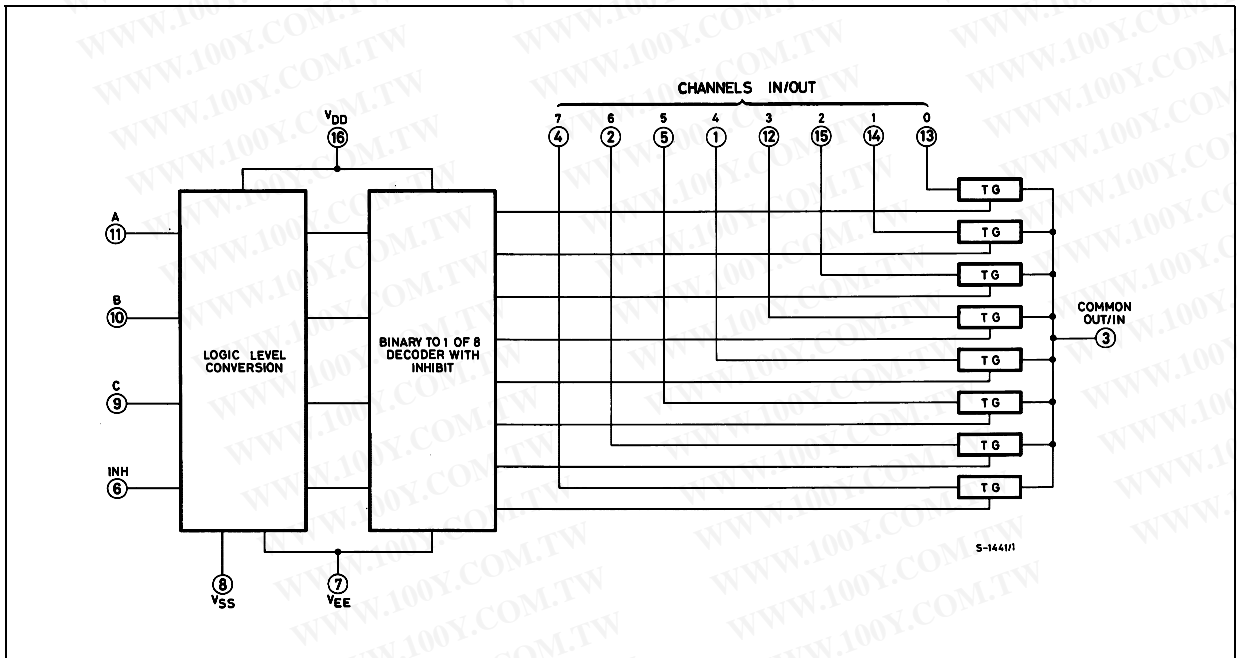 CHANNELS IN/OUT
7 6 5 4 3 2 1 0
4 2 5 1 12 15 14 13
VDD
16
TG
A
11
TG
TG
B
10
TG
COMMON
OUT/IN
3
LOGIC LEVEL
CONVERSION
BINARY TO 1 OF 8
DECODER WITH
INHIBIT
TG
C
9
TG
TG
INH
6
TG
S-1441/1
8
VSS
7
VEE
WWW.100Y.COM.TW